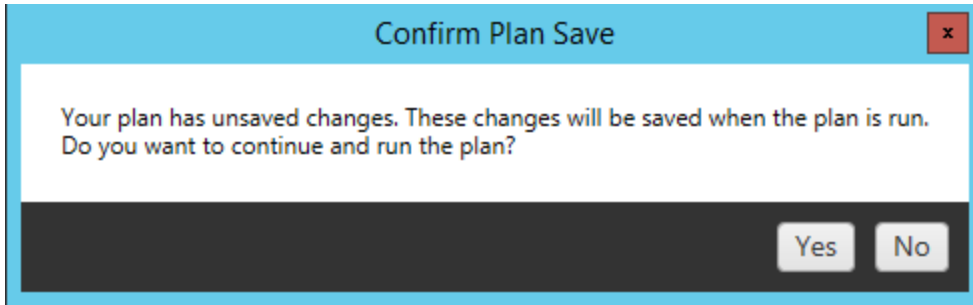 Confirm Plan Save
x
Your plan has unsaved changes. These changes will be saved when the plan is run.
Do you want to continue and run the plan?
Yes No